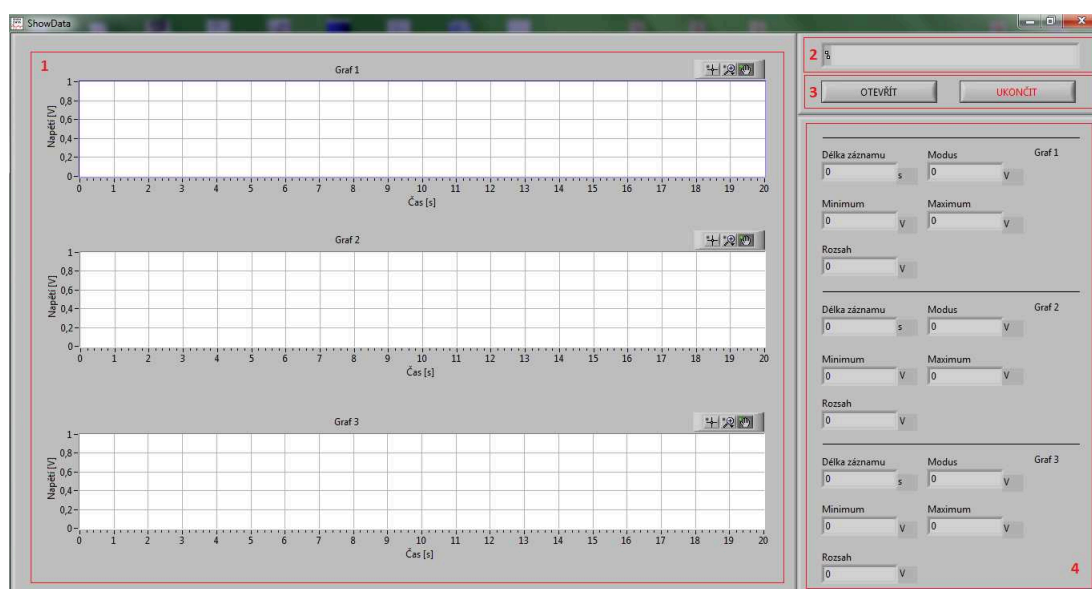 ShowData
1
Graf 1
Napětí [V]
1
0,8
0,6
0,4
0,2
0
0 1 2 3 4 5 6 7 8 9 10 11 12 13 14 15 16 17 18 19 20
Čas [s]
Graf 2
Napětí [V]
1
0,8
0,6
0,4
0,2
0
0 1 2 3 4 5 6 7 8 9 10 11 12 13 14 15 16 17 18 19 20
Čas [s]
Graf 3
Napětí [V]
1
0,8
0,6
0,4
0,2
0
0 1 2 3 4 5 6 7 8 9 10 11 12 13 14 15 16 17 18 19 20
Čas [s]
2
3 OTEVŘÍT UKONČIT
Délka záznamu Modus Graf 1
0 s 0 V
Minimum Maximum
0 V 0 V
Rozsah
0 V
Délka záznamu Modus Graf 2
0 s 0 V
Minimum Maximum
0 V 0 V
Rozsah
0 V
Délka záznamu Modus Graf 3
0 s 0 V
Minimum Maximum
0 V 0 V
Rozsah
0 V
4